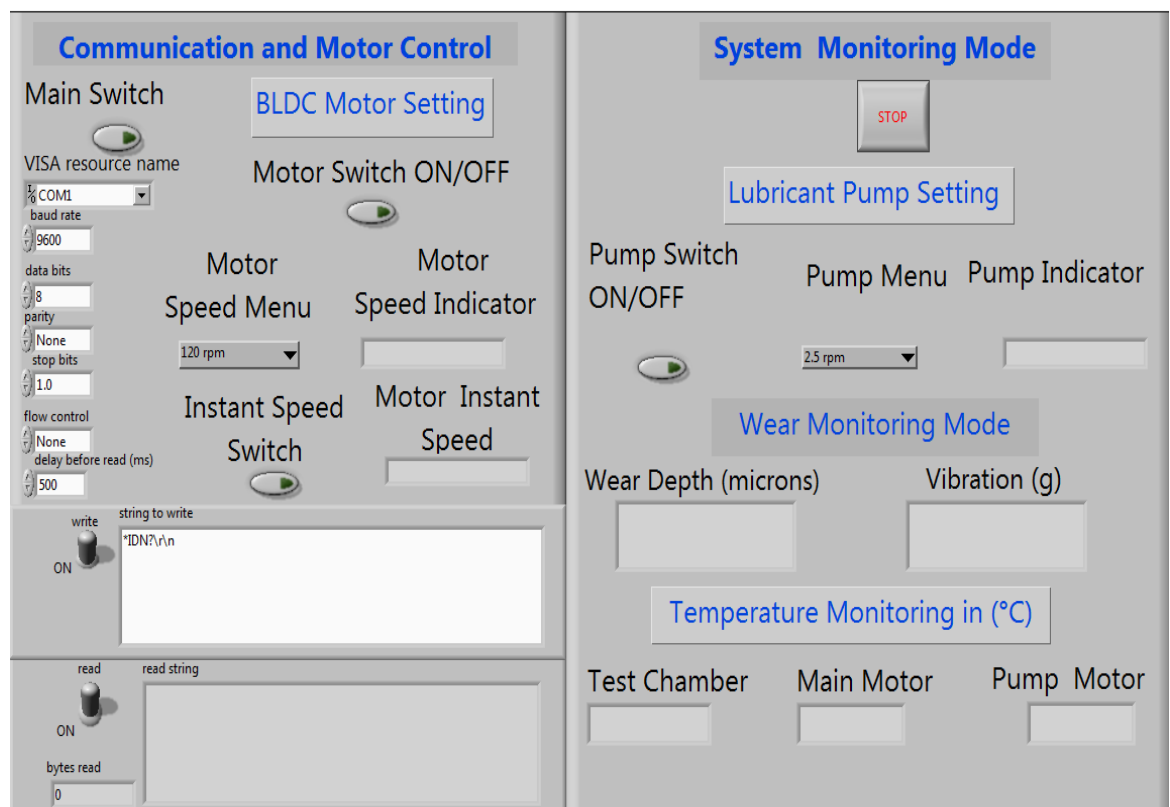 Communication and Motor Control
Main Switch
BLDC Motor Setting
VISA resource name
COM1
Motor Switch ON/OFF
baud rate
9600
data bits
8
parity
None
stop bits
1.0
flow control
None
delay before read (ms)
500
Motor
Speed Menu
120 rpm
Motor
Speed Indicator
Instant Speed
Switch
Motor Instant
Speed
write
ON
string to write
*IDN?\r\n
read
ON
read string
bytes read
0
System Monitoring Mode
STOP
Lubricant Pump Setting
Pump Switch
ON/OFF
Pump Menu
2.5 rpm
Pump Indicator
Wear Monitoring Mode
Wear Depth (microns)
Vibration (g)
Temperature Monitoring in (°C)
Test Chamber
Main Motor
Pump Motor